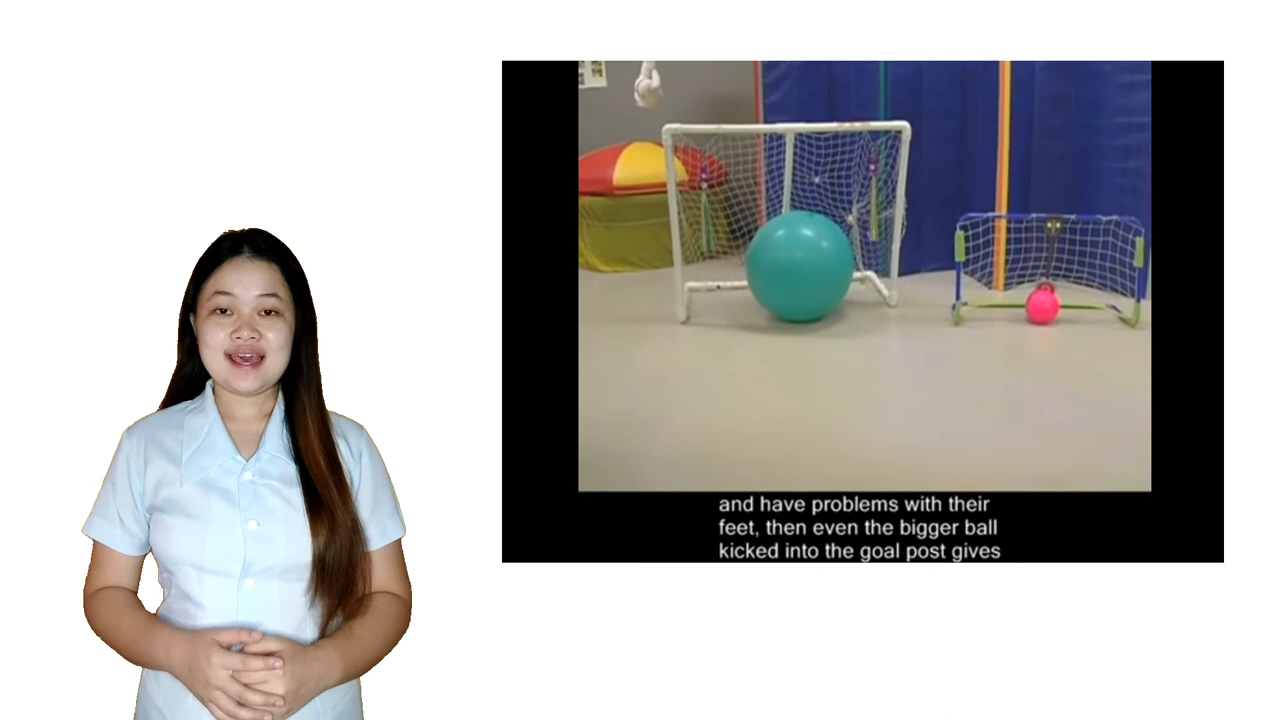 and have problems with their
feet, then even the bigger ball
kicked into the goal post gives